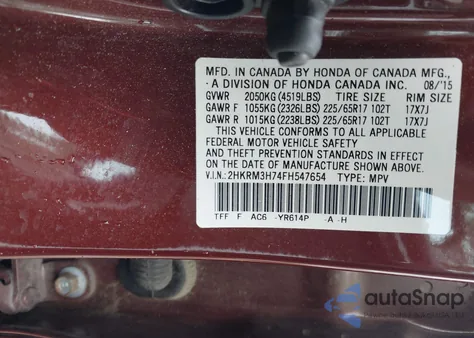 MFD. IN CANADA BY HONDA OF CANADA MFG.,
- A DIVISION OF HONDA CANADA INC. 08/'15
GVWR 2050KG (4519LBS) TIRE SIZE RIM SIZE
GAWR F 1055KG (2326LBS) 225/65R17 102T 17X7J
GAWR R 1015KG (2238LBS) 225/65R17 102T 17X7J
THIS VEHICLE CONFORMS TO ALL APPLICABLE
FEDERAL MOTOR VEHICLE SAFETY
AND THEFT PREVENTION STANDARDS IN EFFECT
ON THE DATE OF MANUFACTURE SHOWN ABOVE.
V.I.N.: 2HKRM3H74FH547654 TYPE: MPV
TFF F AC6 -YR614P -A -H
autoSnap